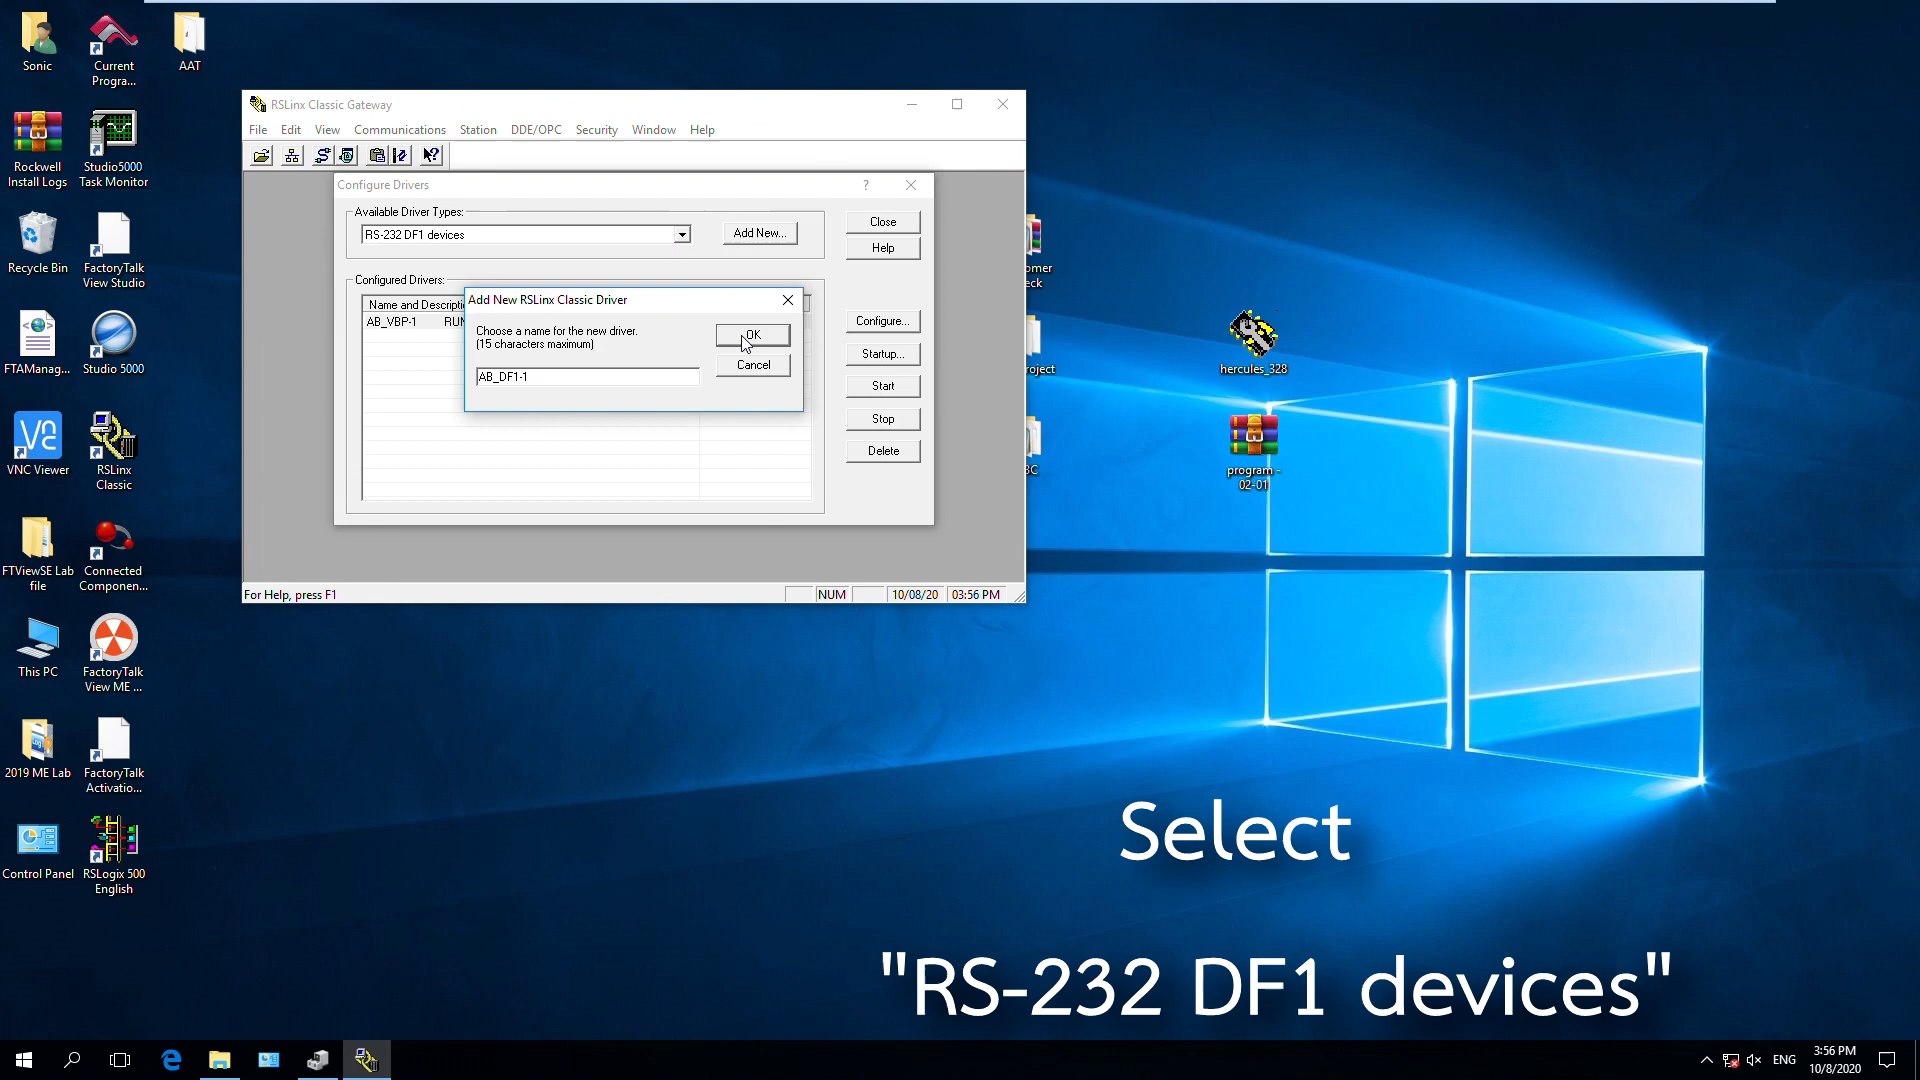 Sonic
Current
Progra...
AAT
Rockwell
Install Logs
Studio5000
Task Monitor
Recycle Bin
FactoryTalk
View Studio
FTAManag...
Studio 5000
VNC Viewer
RSLinx
Classic
FTViewSE Lab
file
Connected
Componen...
This PC
FactoryTalk
View ME ...
2019 ME Lab
FactoryTalk
Activatio...
Control Panel
RSLogix 500
English
RSLinx Classic Gateway
File Edit View Communications Station DDE/OPC Security Window Help
Configure Drivers
Available Driver Types:
RS-232 DF1 devices
Add New...
Close
Help
Configured Drivers:
Name and Descripti
AB_VBP-1 RUN
Configure...
Startup...
Start
Stop
Delete
Add New RSLinx Classic Driver
Choose a name for the new driver.
(15 characters maximum)
OK
Cancel
AB_DF1-1
For Help, press F1
NUM
10/08/20
03:56 PM
omer
eck
roject
hercules_328
program -
02-01
Select
"RS-232 DF1 devices"
ENG
3:56 PM
10/8/2020